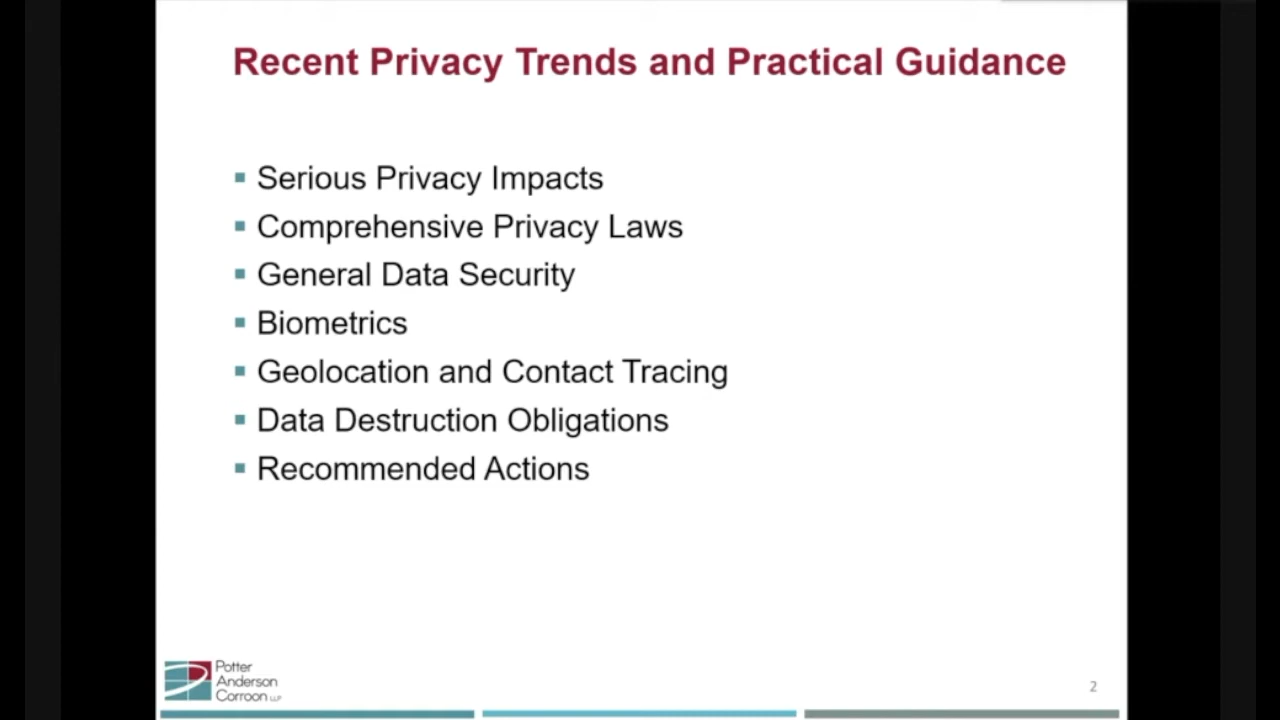 Recent Privacy Trends and Practical Guidance
Serious Privacy Impacts
Comprehensive Privacy Laws
General Data Security
Biometrics
Geolocation and Contact Tracing
Data Destruction Obligations
Recommended Actions
Potter
Anderson
Corroon LLP
2